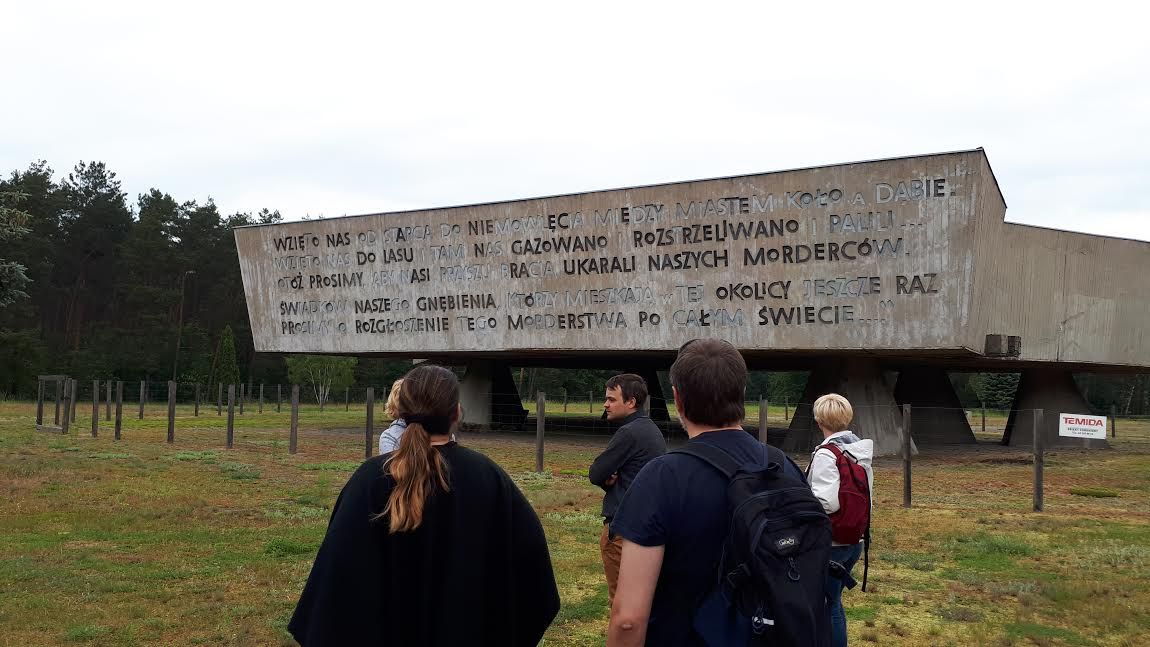 WZIĘTO NAS OD STARCA DO NIEMOWLĘCIA MIĘDZY MIASTEM KOŁO A DĄBIE.
WZIĘTO NAS DO LASU I TAM NAS GAZOWANO ROZSTRZELIWANO I PALILI...
OTÓŻ PROSIMY, ABY NASI PRZYSZLI BRACIA UKARALI NASZYCH MORDERCÓW.
ŚWIADKÓW NASZEGO GNĘBIENIA, KTÓRZY MIESZKAJĄ W TEJ OKOLICY JESZCZE RAZ
PROSIMY O ROZGŁOSZENIE TEGO MORDERSTWA PO CAŁYM ŚWIECIE...."
TEMIDA